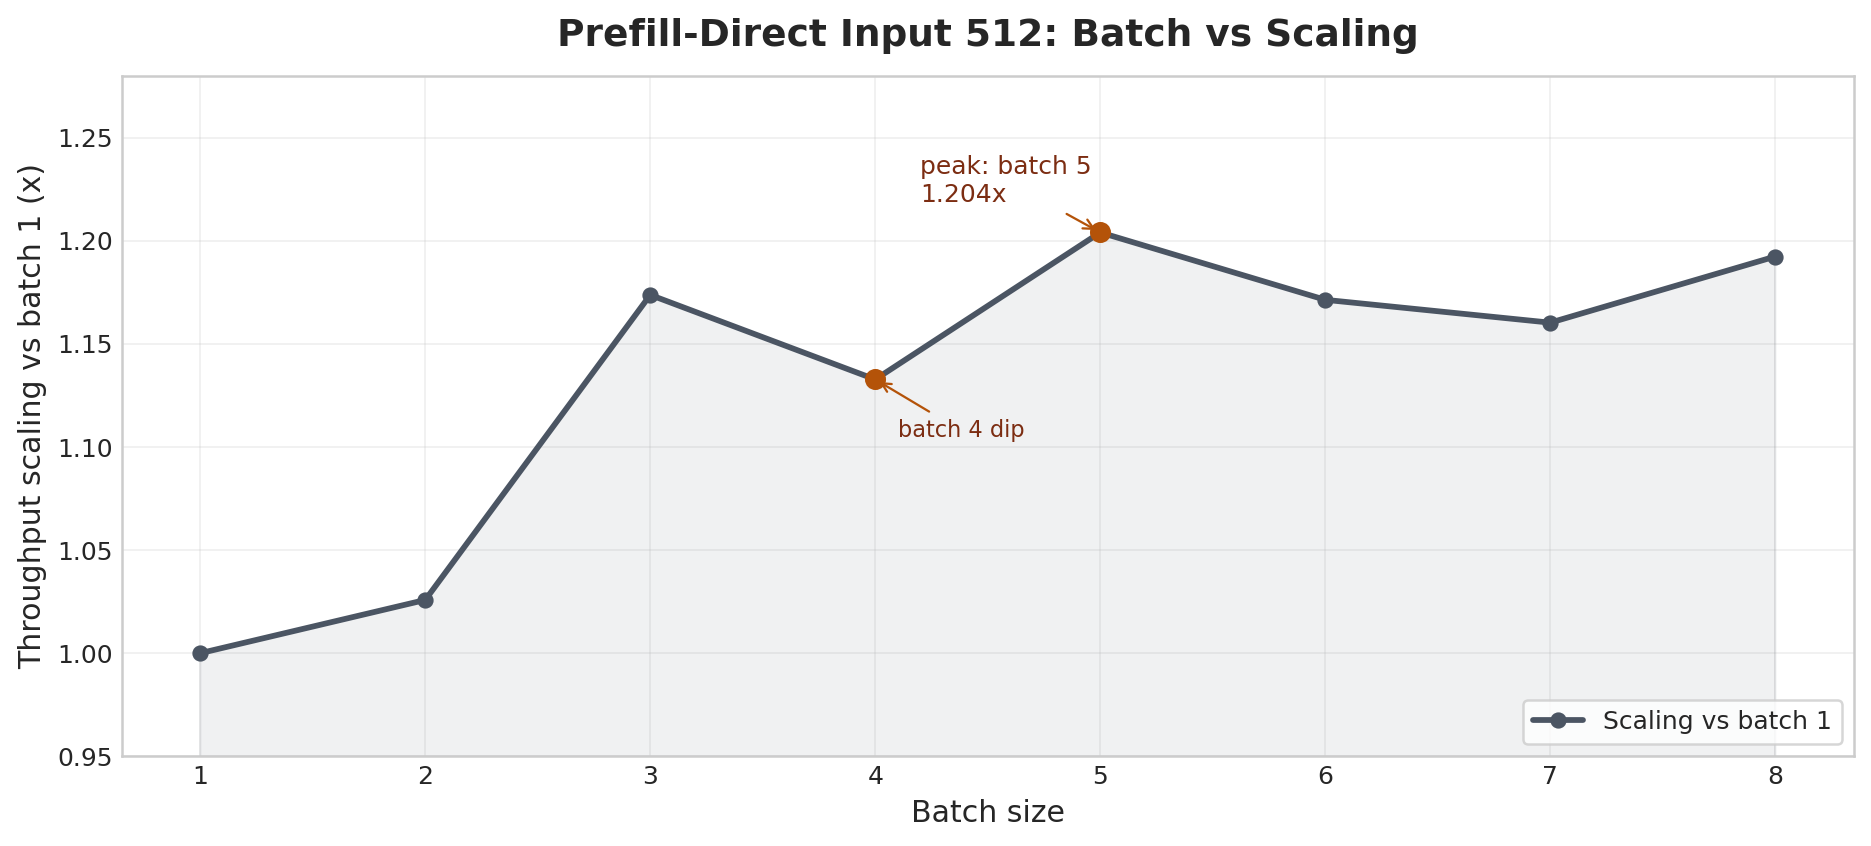 Prefill-Direct Input 512: Batch vs Scaling
Throughput scaling vs batch 1 (x)
1.25
1.20
1.15
1.10
1.05
1.00
0.95
peak: batch 5
1.204x
batch 4 dip
Scaling vs batch 1
1 2 3 4 5 6 7 8
Batch size